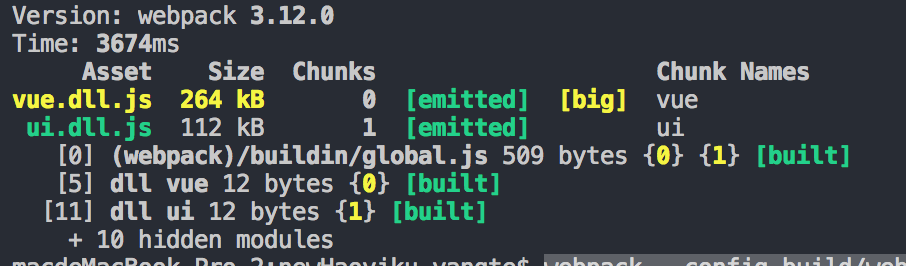 Version: webpack 3.12.0
Time: 3674ms
Asset Size Chunks Chunk Names
vue.dll.js 264 kB 0 [emitted] [big] vue
ui.dll.js 112 kB 1 [emitted] ui
[0] (webpack)/buildin/global.js 509 bytes {0} {1} [built]
[5] dll vue 12 bytes {0} [built]
[11] dll ui 12 bytes {1} [built]
+ 10 hidden modules